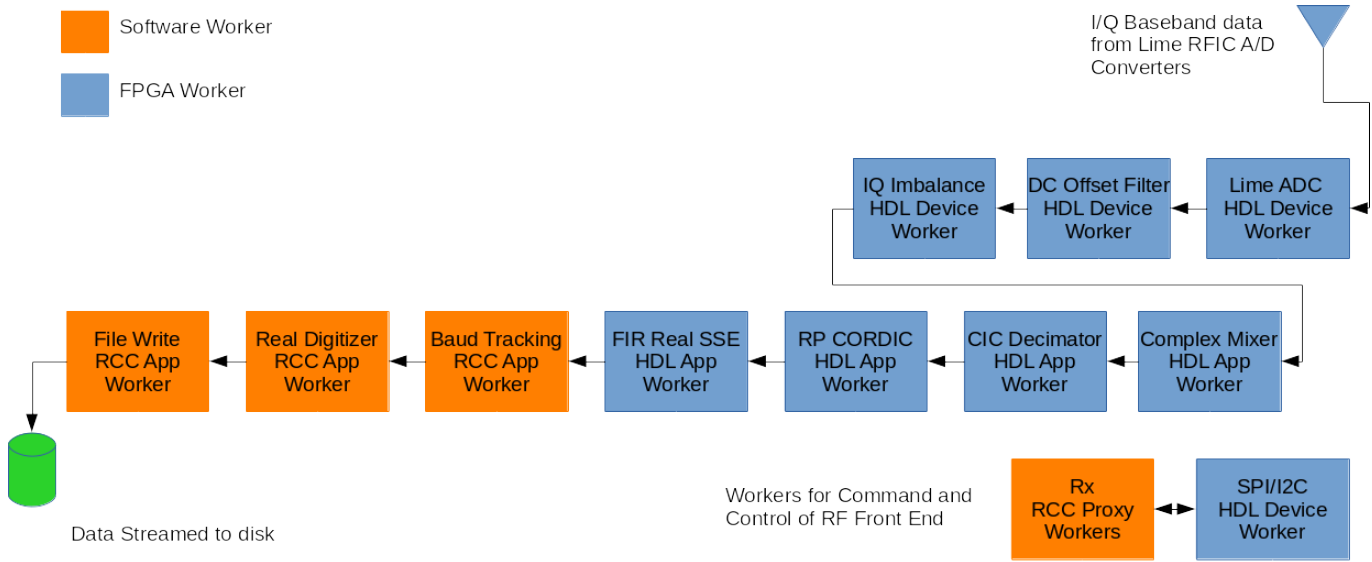 Software Worker
FPGA Worker
I/Q Baseband data
from Lime RFIC A/D
Converters
IQ Imbalance
HDL Device
Worker
DC Offset Filter
HDL Device
Worker
Lime ADC
HDL Device
Worker
File Write
RCC App
Worker
Real Digitizer
RCC App
Worker
Baud Tracking
RCC App
Worker
FIR Real SSE
HDL App
Worker
RP CORDIC
HDL App
Worker
CIC Decimator
HDL App
Worker
Complex Mixer
HDL App
Worker
Data Streamed to disk
Workers for Command and
Control of RF Front End
Rx
RCC Proxy
Workers
SPI/I2C
HDL Device
Worker